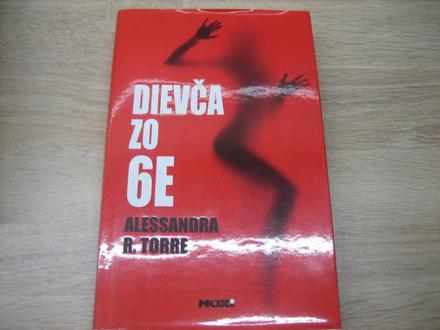 DIEVČA
ZO
6E
ALESSANDRA
R. TORRE
NOXI